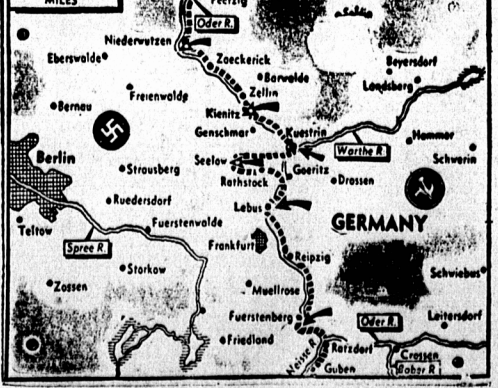 MILES
Oder R.
Niederwutzen
Zaeckerick
Eberswalde
Beyersdorf
Barwalde
Landsberg
Freienwalde
Zellin
Bernau
Kienitz
Genschmar
Kuestrin
Hammer
Warthe R.
Berlin
Schwerin
Seelow
Goeritz
Strausberg
Rathstock
Drossen
Ruedersdorf
Lebus
GERMANY
Teltow
Fuerstenwalde
Spree R.
Frankfurt
Reipzig
Storkow
Schwiebus
Zossen
Muellrose
Fuerstenberg
Oder R.
Leitersdorf
Friedland
Ratzdorf
Neisse R.
Crossen
Guben
Bober R.